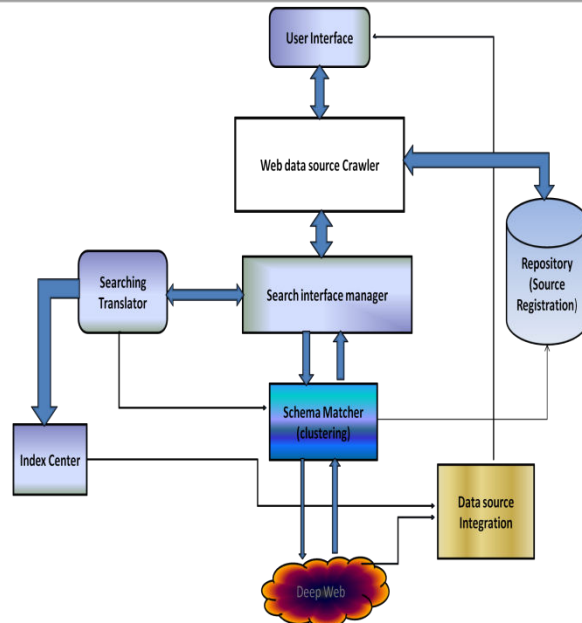 User Interface
Web data source Crawler
Repository
(Source
Registration)
Searching
Translator
Search interface manager
Schema Matcher
(clustering)
Index Center
Data source
Integration
Deep Web